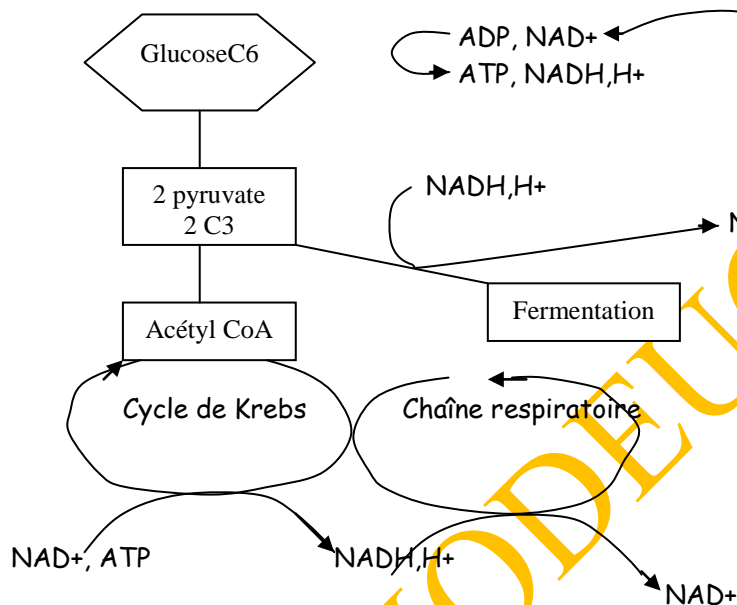 GlucoseC6
ADP, NAD+
ATP, NADH,H+
2 pyruvate
2 C3
NADH,H+
Acétyl CoA
Fermentation
Cycle de Krebs
Chaîne respiratoire
NAD+, ATP
NADH,H+
NAD+